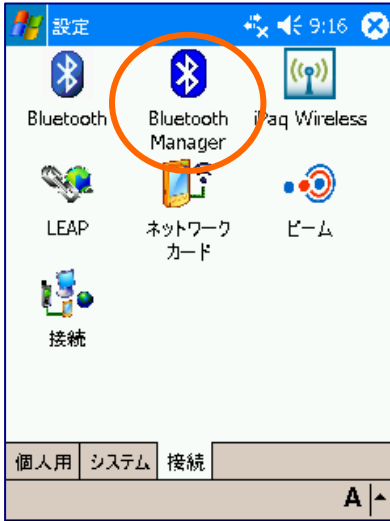 設定 9:16
Bluetooth Bluetooth Manager iPaq Wireless
LEAP ネットワークカード ビーム
接続
個人用 システム 接続
A